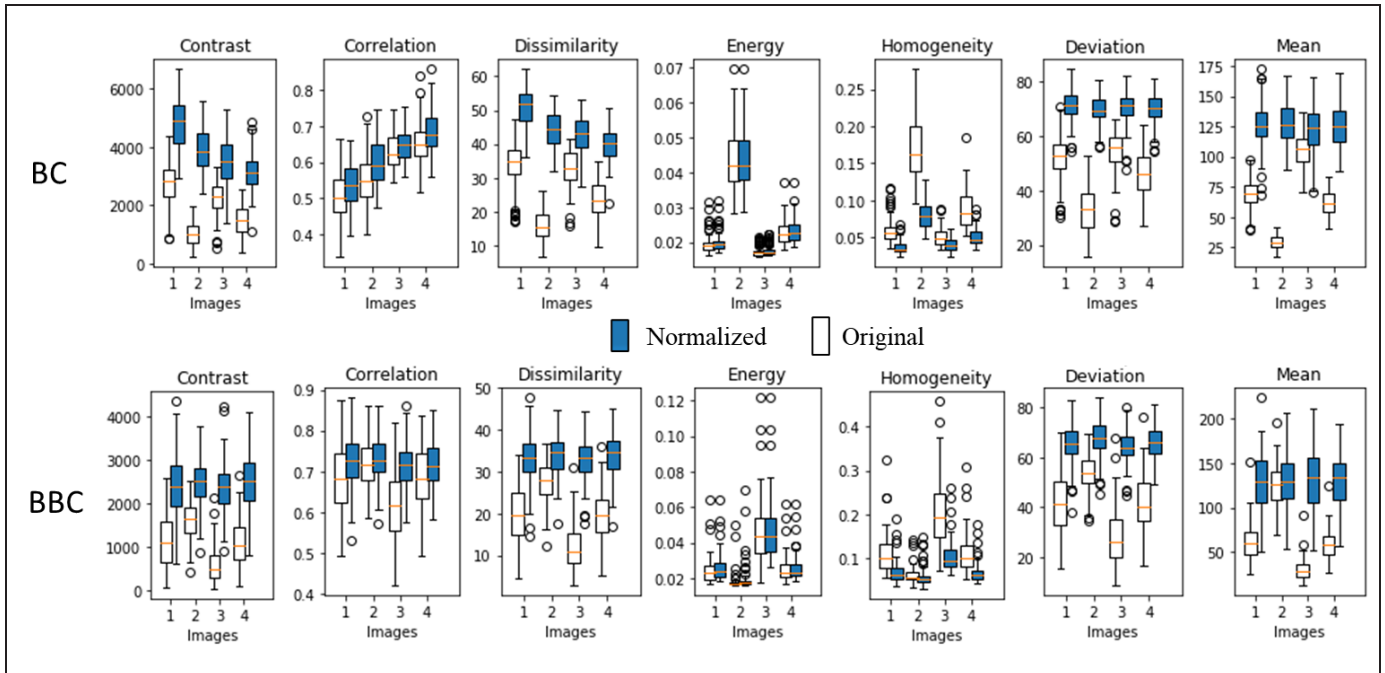 Contrast Correlation Dissimilarity Energy Homogeneity Deviation Mean
6000 4000 2000 0
0.8 0.7 0.6 0.5 0.4
60 50 40 30 20 10
0.07 0.06 0.05 0.04 0.03 0.02
0.25 0.20 0.15 0.10 0.05
80 60 40 20
175 150 125 100 75 50 25
BC
1 2 3 4 1 2 3 4 1 2 3 4 1 2 3 4 1 2 3 4 1 2 3 4 1 2 3 4
Images Images Images Images Images Images Images
Normalized Original
Contrast Correlation Dissimilarity Energy Homogeneity Deviation Mean
4000 3000 2000 1000 0
0.9 0.8 0.7 0.6 0.5 0.4
50 40 30 20 10
0.12 0.10 0.08 0.06 0.04 0.02
0.4 0.3 0.2 0.1
80 60 40 20
200 150 100 50
BBC
1 2 3 4 1 2 3 4 1 2 3 4 1 2 3 4 1 2 3 4 1 2 3 4 1 2 3 4
Images Images Images Images Images Images Images